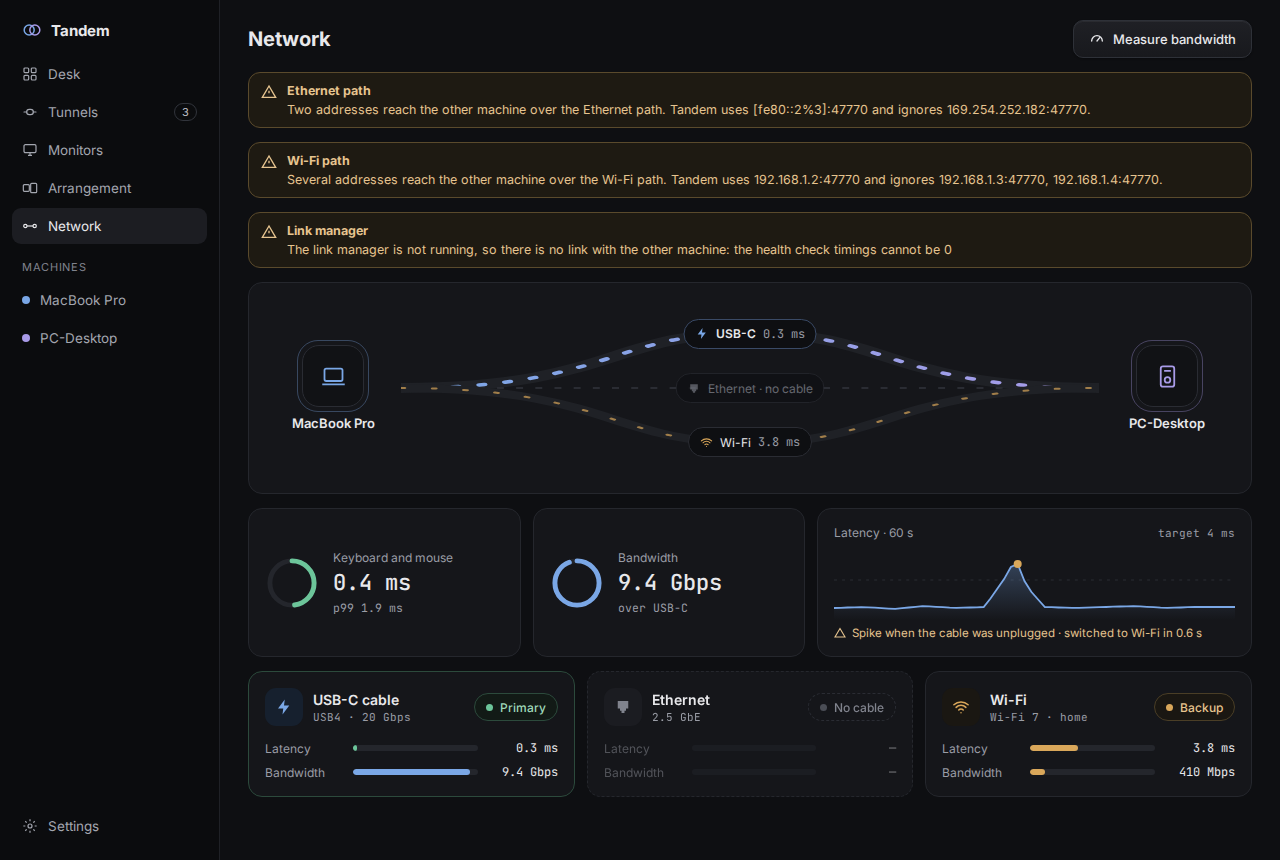 Tandem
Desk
Tunnels 3
Monitors
Arrangement
Network
MACHINES
MacBook Pro
PC-Desktop
Settings
Network
Measure bandwidth
Ethernet path
Two addresses reach the other machine over the Ethernet path. Tandem uses [fe80::2%3]:47770 and ignores 169.254.252.182:47770.
Wi-Fi path
Several addresses reach the other machine over the Wi-Fi path. Tandem uses 192.168.1.2:47770 and ignores 192.168.1.3:47770, 192.168.1.4:47770.
Link manager
The link manager is not running, so there is no link with the other machine: the health check timings cannot be 0
USB-C 0.3 ms
Ethernet · no cable
MacBook Pro
PC-Desktop
Wi-Fi 3.8 ms
Keyboard and mouse
0.4 ms
p99 1.9 ms
Bandwidth
9.4 Gbps
over USB-C
Latency · 60 s target 4 ms
Spike when the cable was unplugged · switched to Wi-Fi in 0.6 s
USB-C cable
USB4 · 20 Gbps
Primary
Latency 0.3 ms
Bandwidth 9.4 Gbps
Ethernet
2.5 GbE
No cable
Latency —
Bandwidth —
Wi-Fi
Wi-Fi 7 · home
Backup
Latency 3.8 ms
Bandwidth 410 Mbps